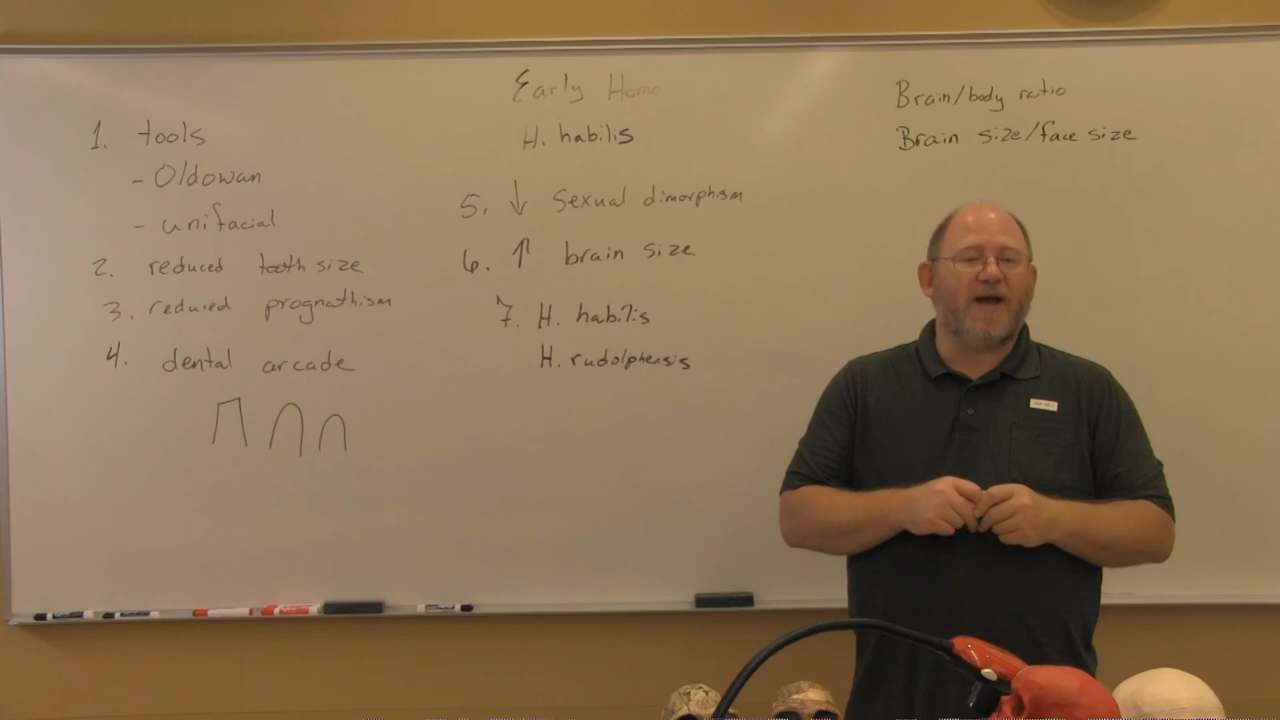 Early Homo
H. habilis
1. tools
- Oldowan
- unifacial
2. reduced tooth size
3. reduced prognathism
4. dental arcade
5. ↓ Sexual dimorphism
6. ↑ brain size
7. H. habilis
H. rudolphensis
Brain/body ratio
Brain size/face size